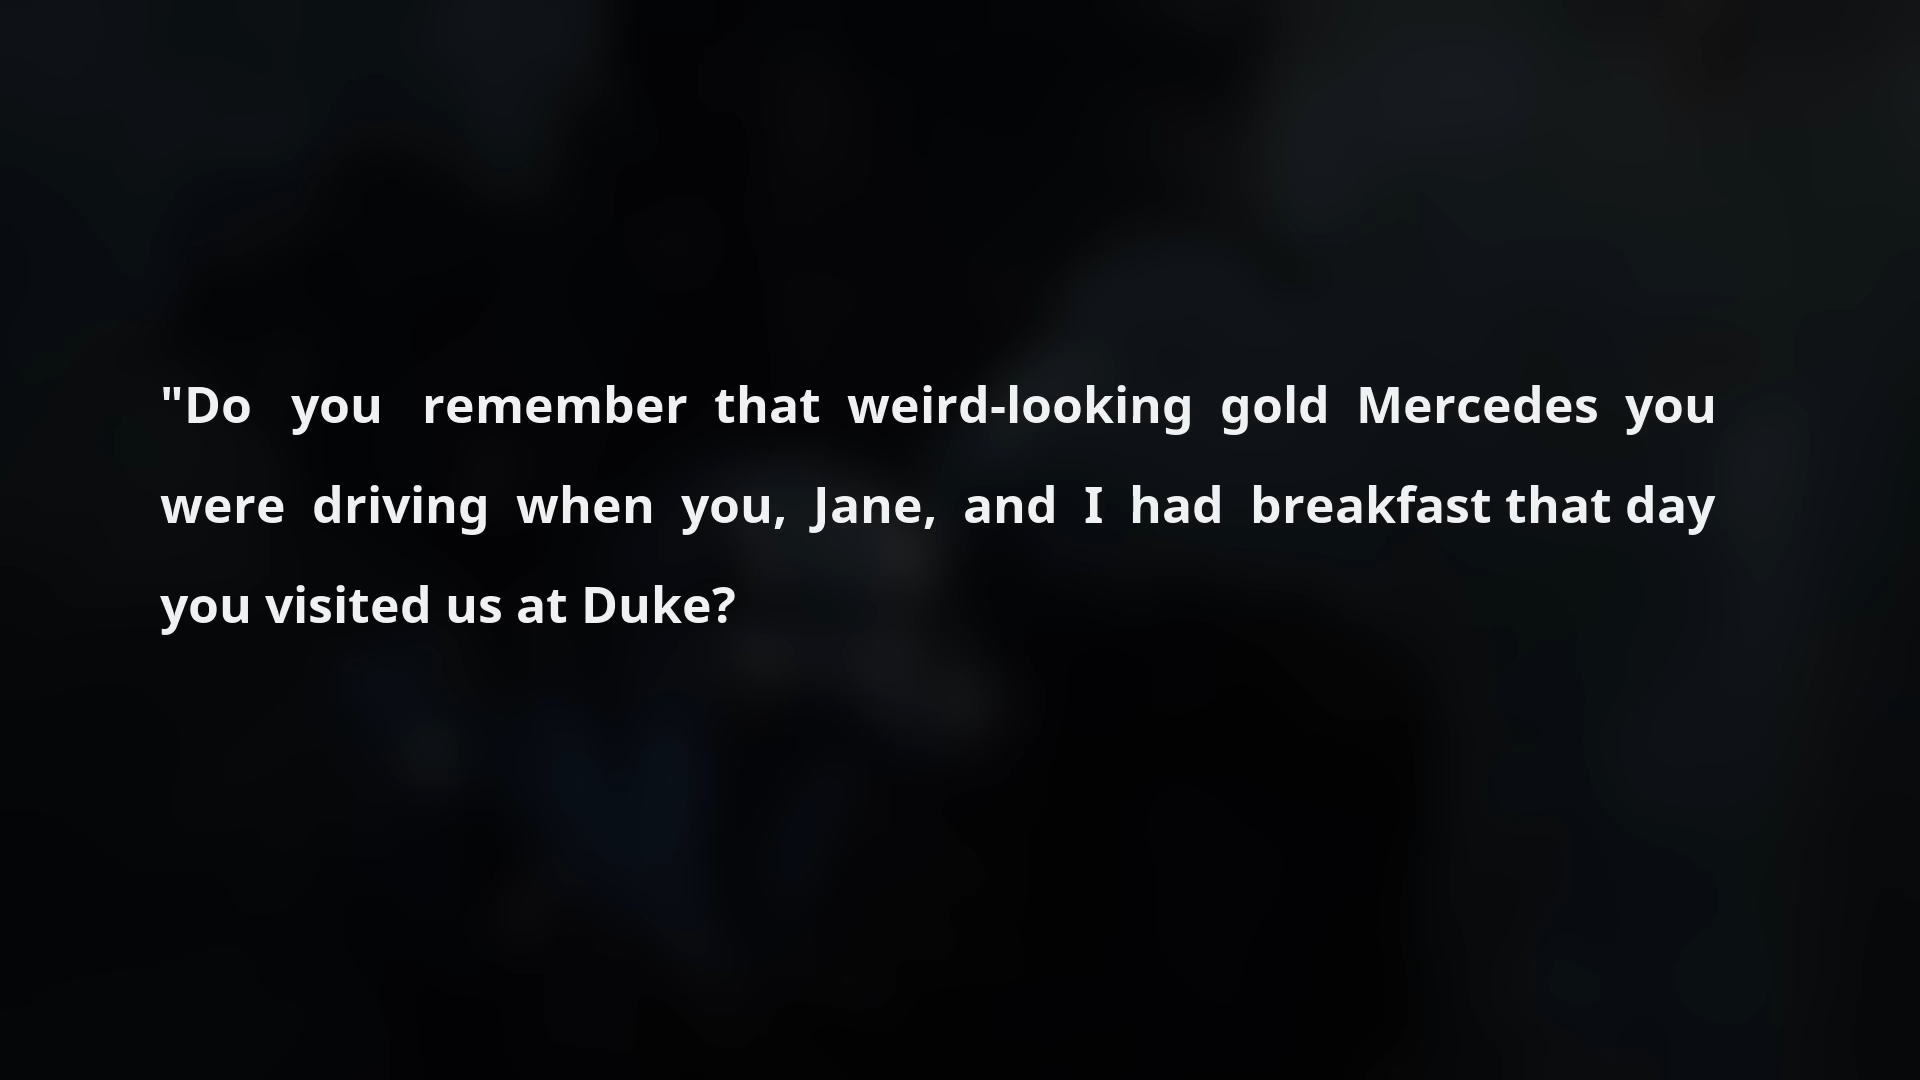 "Do you remember that weird-looking gold Mercedes you
were driving when you, Jane, and I had breakfast that day
you visited us at Duke?